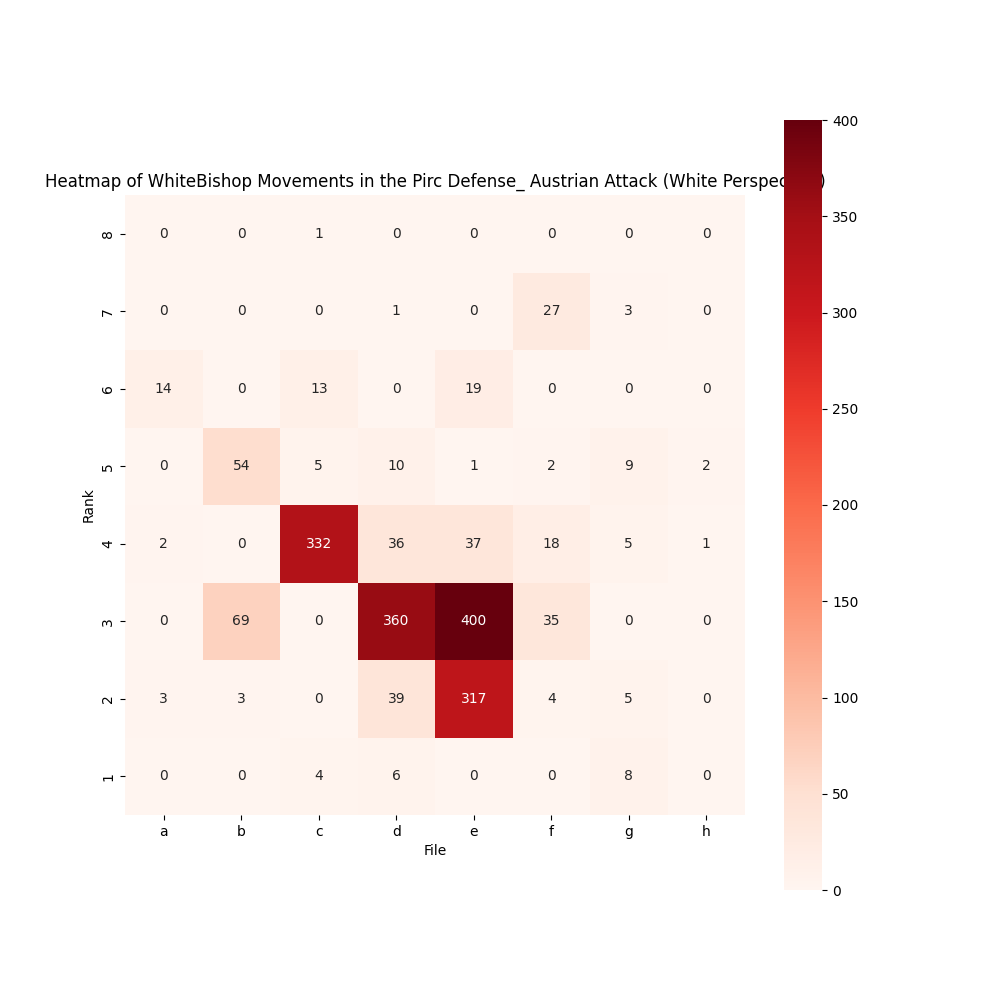 Heatmap of WhiteBishop Movements in the Pirc Defense_ Austrian Attack (White Perspec )
8 0 0 1 0 0 0 0 0
7 0 0 0 1 0 27 3 0
6 14 0 13 0 19 0 0 0
5 0 54 5 10 1 2 9 2
Rank
4 2 0 332 36 37 18 5 1
3 0 69 0 360 400 35 0 0
2 3 3 0 39 317 4 5 0
1 0 0 4 6 0 0 8 0
a b c d e f g h
File
400
350
300
250
200
150
100
50
0